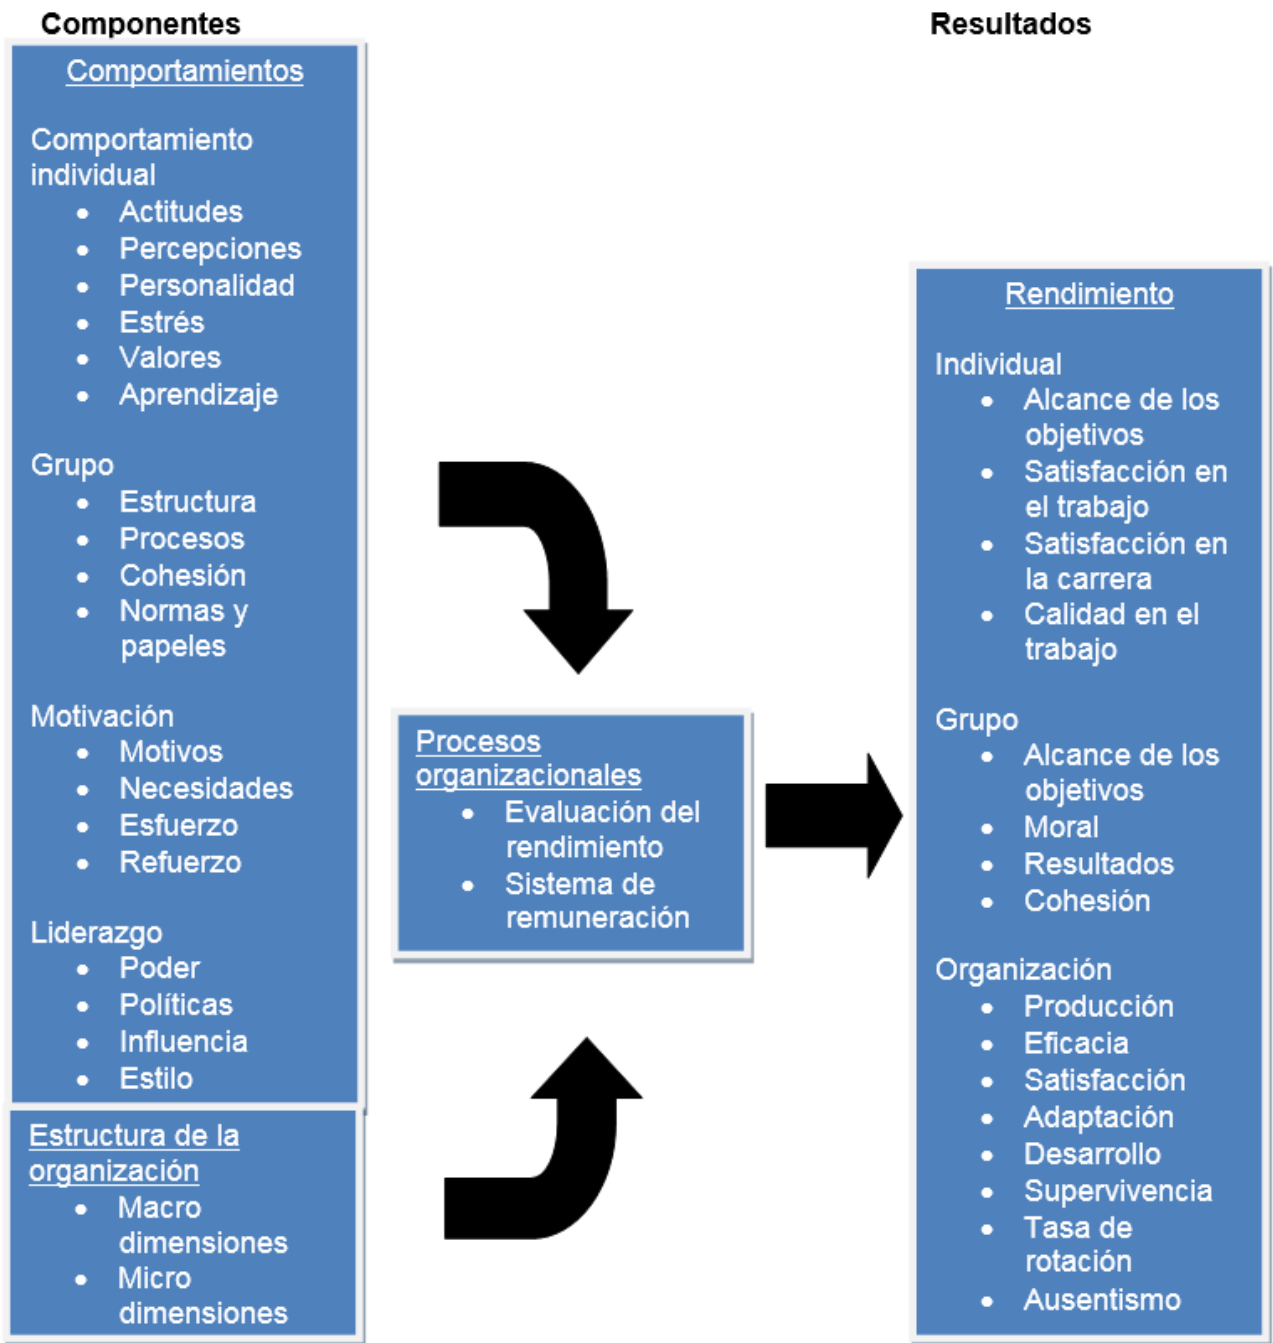 Componentes
Comportamientos
Comportamiento
individual
• Actitudes
• Percepciones
• Personalidad
• Estrés
• Valores
• Aprendizaje
Grupo
• Estructura
• Procesos
• Cohesión
• Normas y
papeles
Motivación
• Motivos
• Necesidades
• Esfuerzo
• Refuerzo
Liderazgo
• Poder
• Políticas
• Influencia
• Estilo
Estructura de la
organización
• Macro
dimensiones
• Micro
dimensiones
Procesos
organizacionales
• Evaluación del
rendimiento
• Sistema de
remuneración
Resultados
Rendimiento
Individual
• Alcance de los
objetivos
• Satisfacción en
el trabajo
• Satisfacción en
la carrera
• Calidad en el
trabajo
Grupo
• Alcance de los
objetivos
• Moral
• Resultados
• Cohesión
Organización
• Producción
• Eficacia
• Satisfacción
• Adaptación
• Desarrollo
• Supervivencia
• Tasa de
rotación
• Ausentismo